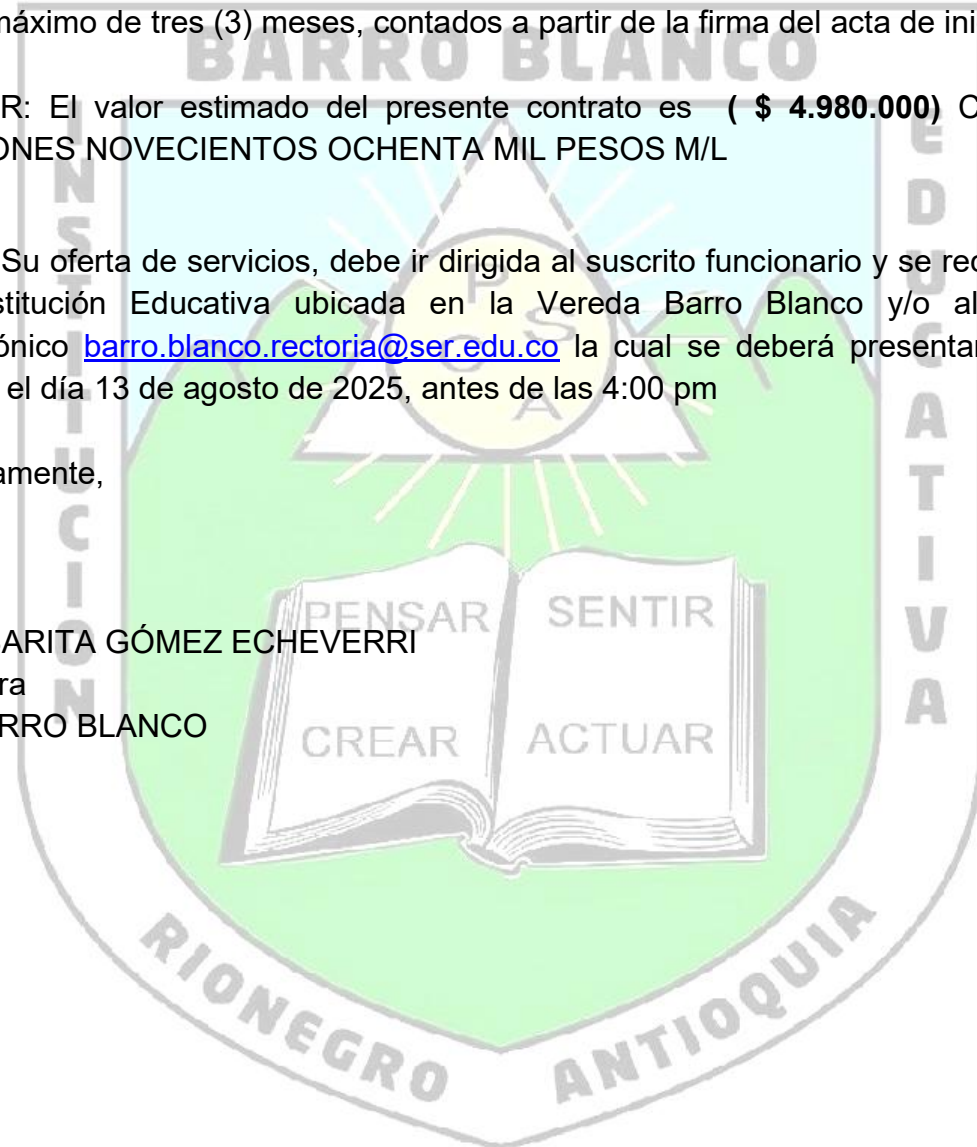 máximo de tres (3) meses, contados a partir de la firma del acta de ini
BARRO BLANCO
R: El valor estimado del presente contrato es ( $ 4.980.000) C
ONES NOVECIENTOS OCHENTA MIL PESOS M/L
Su oferta de servicios, debe ir dirigida al suscrito funcionario y se rec
stitución Educativa ubicada en la Vereda Barro Blanco y/o al
ónico barro.blanco.rectoria@ser.edu.co la cual se deberá presentar
el día 13 de agosto de 2025, antes de las 4:00 pm
amente,
ARITA GÓMEZ ECHEVERRI
ra
RRO BLANCO
INSTITUCION
EDUCATIVA
P S
C A
PENSAR SENTIR
CREAR ACTUAR
RIONEGRO ANTIOQUIA